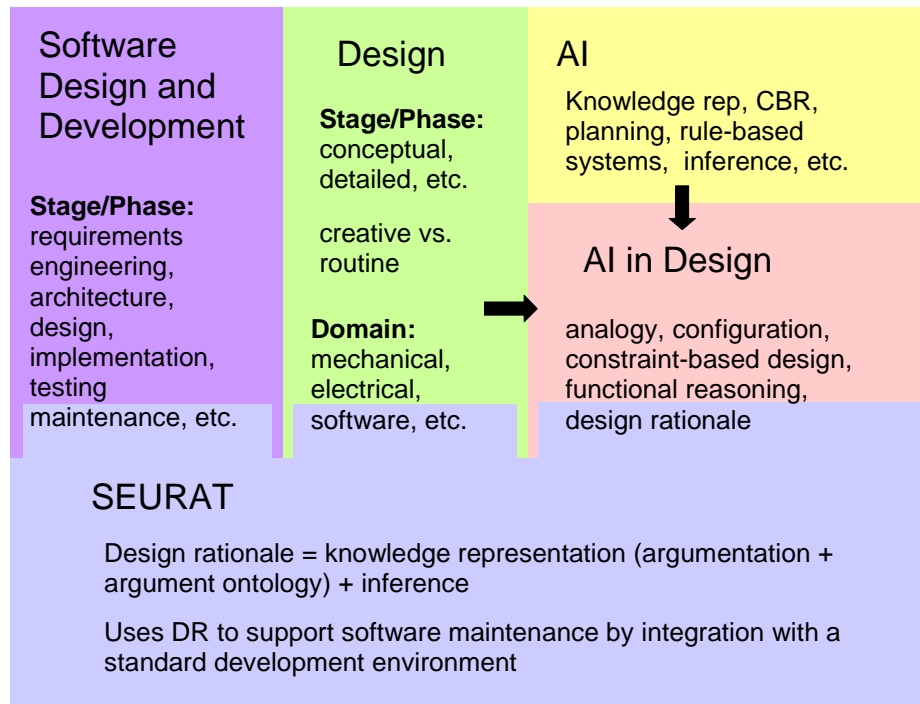 Software
Design and
Development
Stage/Phase:
requirements
engineering,
architecture,
design,
implementation,
testing
maintenance, etc.
Design
Stage/Phase:
conceptual,
detailed, etc.
creative vs.
routine
Domain:
mechanical,
electrical,
software, etc.
AI
Knowledge rep, CBR,
planning, rule-based
systems, inference, etc.
AI in Design
analogy, configuration,
constraint-based design,
functional reasoning,
design rationale
SEURAT
Design rationale = knowledge representation (argumentation +
argument ontology) + inference
Uses DR to support software maintenance by integration with a
standard development environment